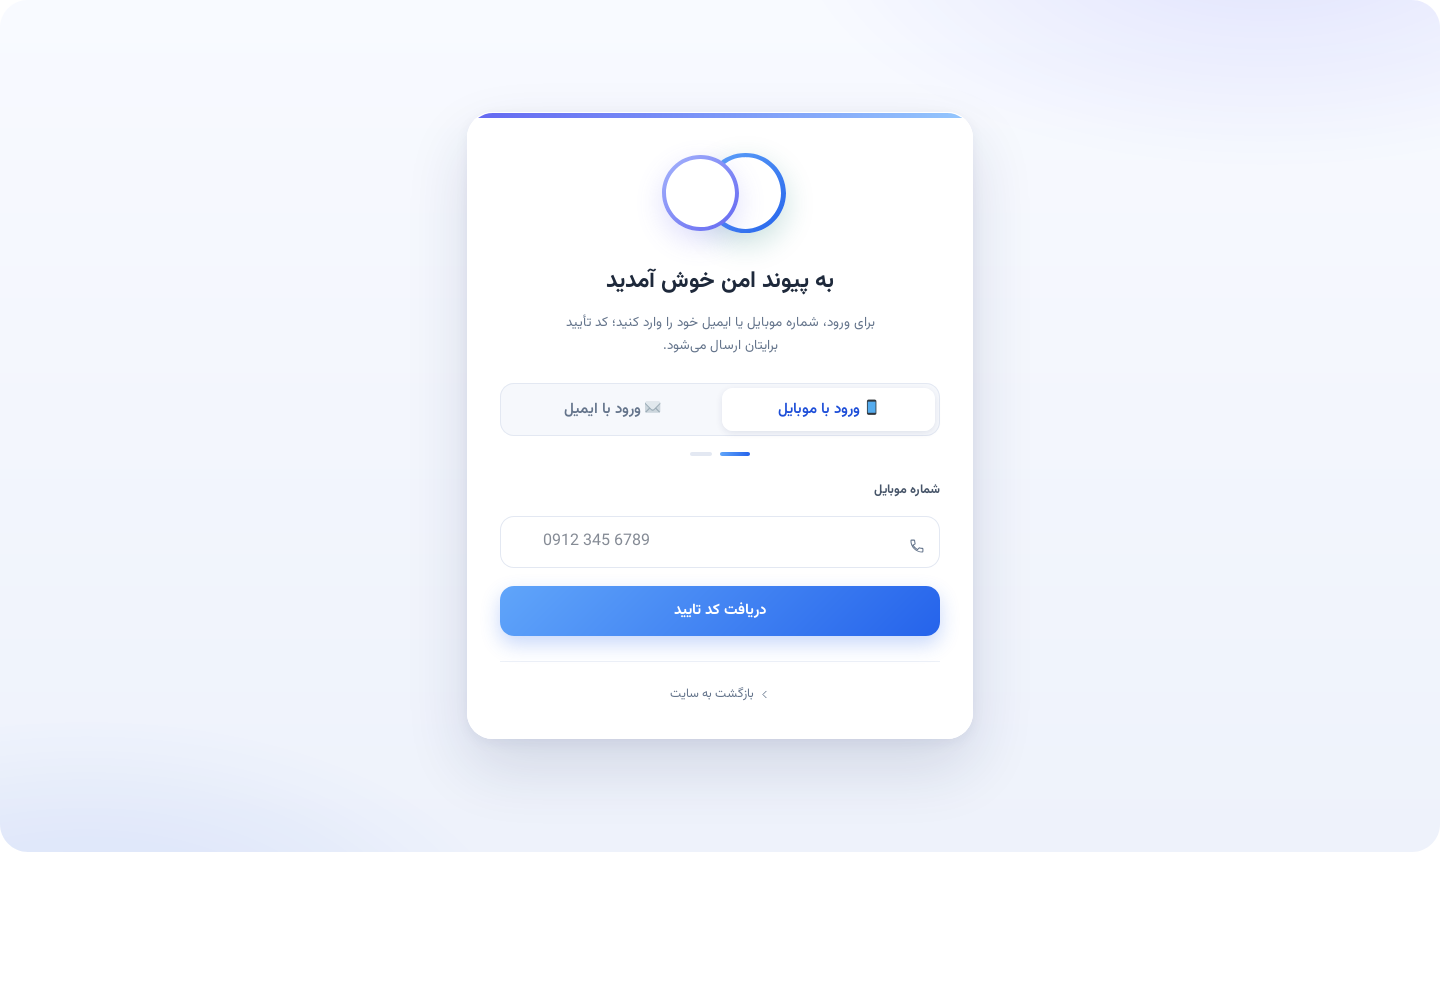 به پیوند امن خوش آمدید
برای ورود، شماره موبایل یا ایمیل خود را وارد کنید؛ کد تأیید
برایتان ارسال می‌شود.
ورود با موبایل
ورود با ایمیل
شماره موبایل
0912 345 6789
دریافت کد تایید
بازگشت به سایت